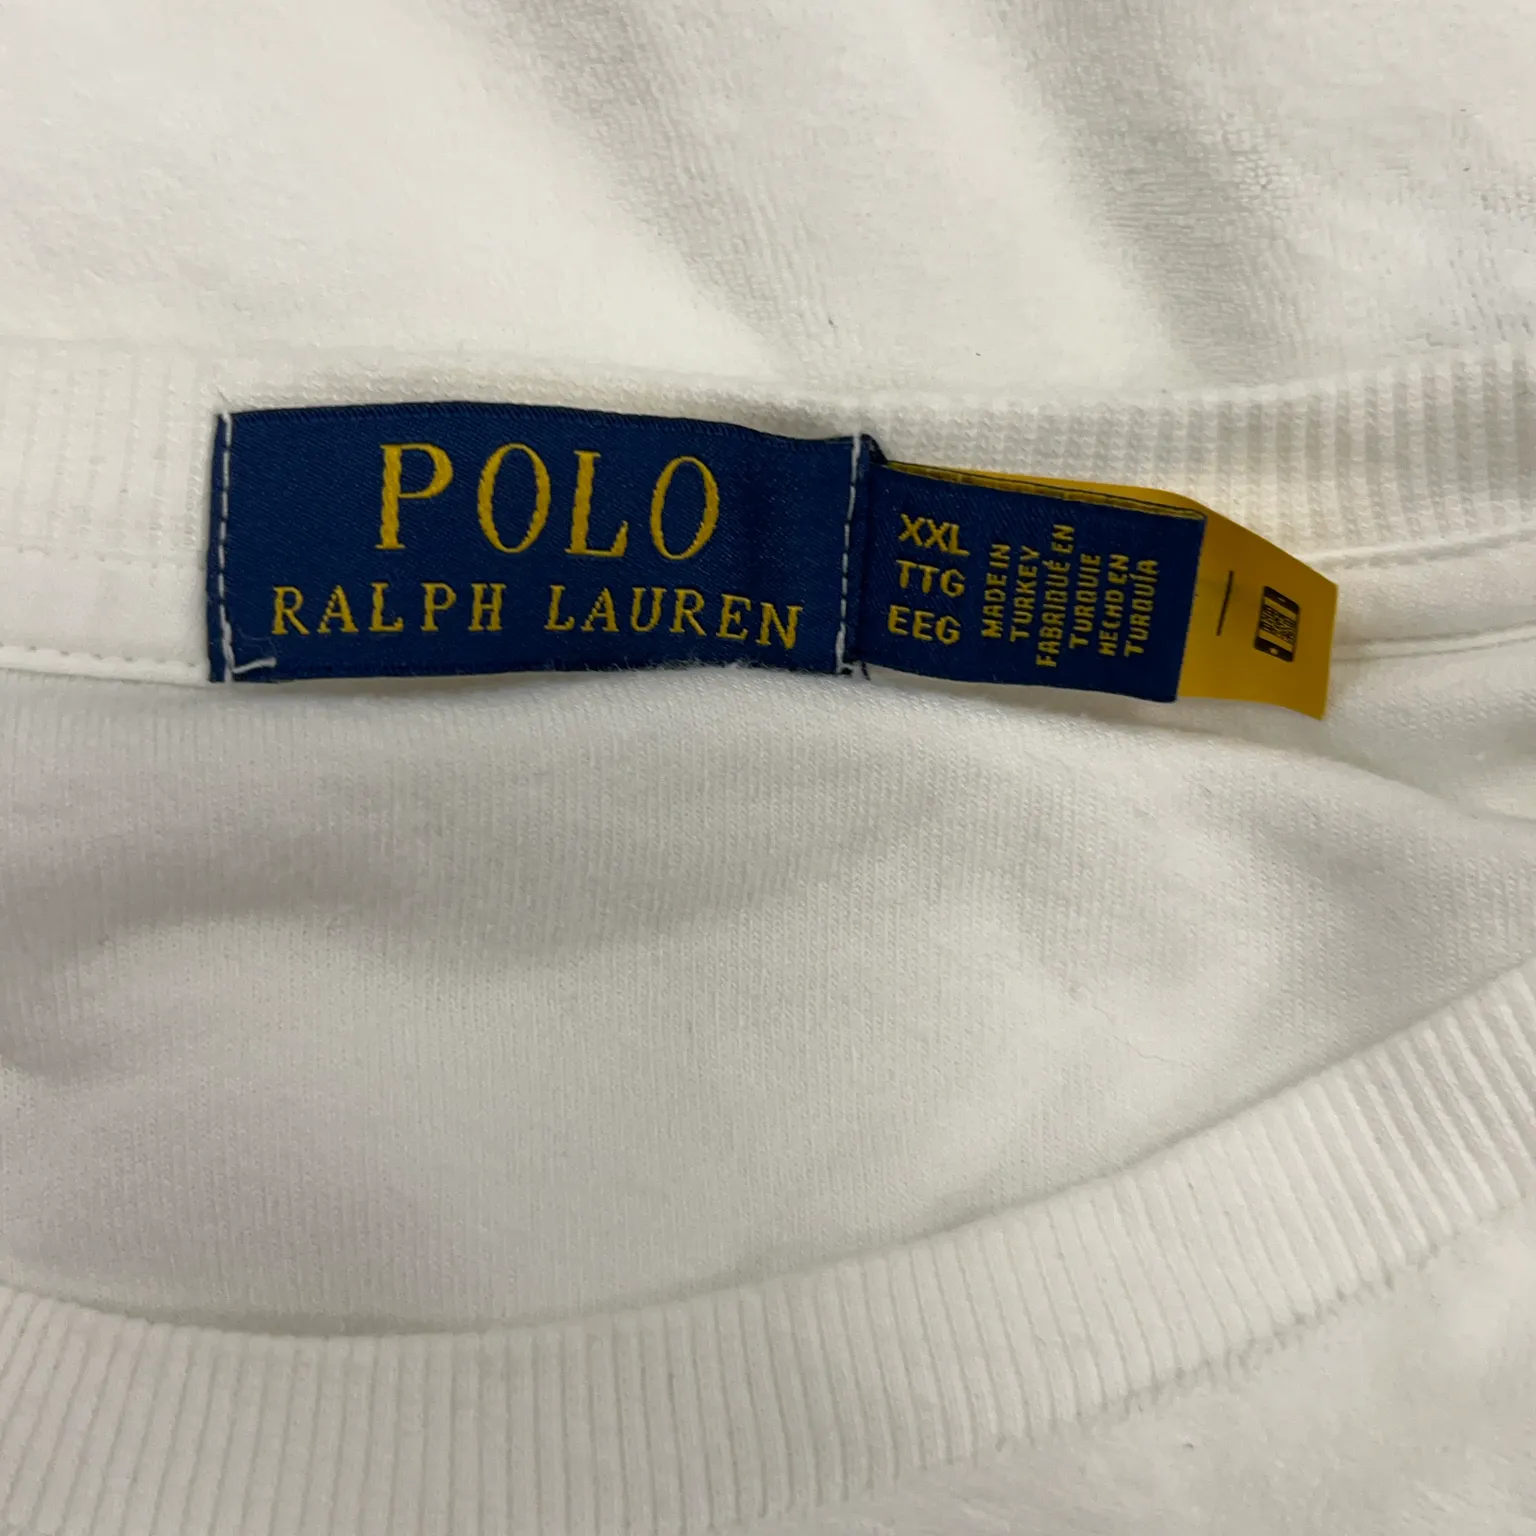 POLO
RALPH LAUREN
XXL
TTG
EEG
MADE IN
TURKEY
FABRIQUÉ EN
TURQUIE
HECHO EN
TURQUÍA